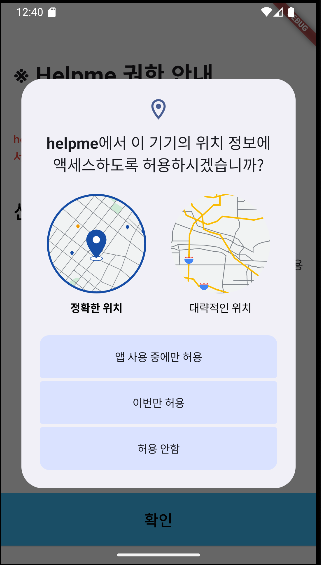 12:40
DEBUG
※ Helpme 권한 안내
helpme에서 이 기기의 위치 정보에
액세스하도록 허용하시겠습니까?
정확한 위치
대략적인 위치
앱 사용 중에만 허용
이번만 허용
허용 안함
확인